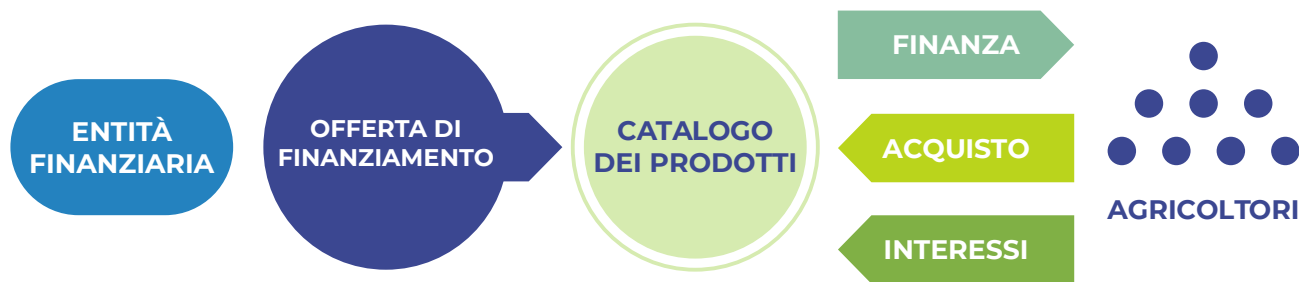 ENTITÀ
FINANZIARIA
OFFERTA DI
FINANZIAMENTO
CATALOGO
DEI PRODOTTI
FINANZA
ACQUISTO
INTERESSI
AGRICOLTORI